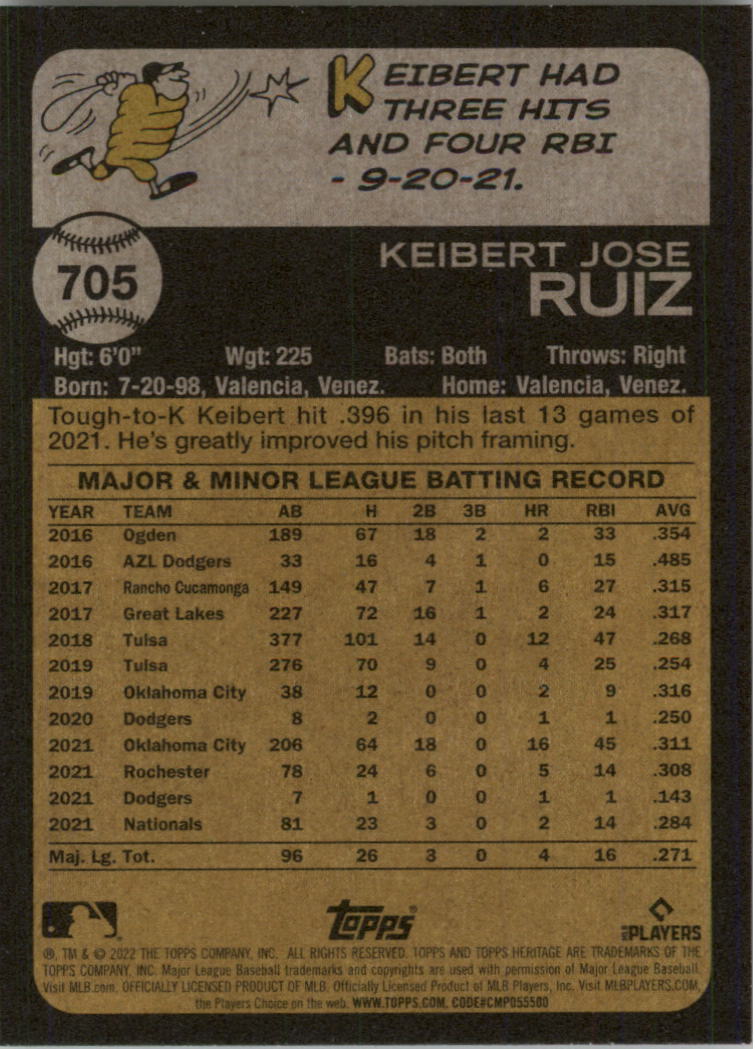 KEIBERT HAD
THREE HITS
AND FOUR RBI
- 9-20-21.
705
KEIBERT JOSE
RUIZ
Hgt: 6'0" Wgt: 225 Bats: Both Throws: Right
Born: 7-20-98, Valencia, Venez. Home: Valencia, Venez.
Tough-to-K Keibert hit .396 in his last 13 games of
2021. He's greatly improved his pitch framing.
MAJOR & MINOR LEAGUE BATTING RECORD
YEAR TEAM AB H 2B 3B HR RBI AVG
2016 Ogden 189 67 18 2 2 33 .354
2016 AZL Dodgers 33 16 4 1 0 15 .485
2017 Rancho Cucamonga 149 47 7 1 6 27 .315
2017 Great Lakes 227 72 16 1 2 24 .317
2018 Tulsa 377 101 14 0 12 47 .268
2019 Tulsa 276 70 9 0 4 25 .254
2019 Oklahoma City 38 12 0 0 2 9 .316
2020 Dodgers 8 2 0 0 1 1 .250
2021 Oklahoma City 206 64 18 0 16 45 .311
2021 Rochester 78 24 6 0 5 14 .308
2021 Dodgers 7 1 0 0 1 1 .143
2021 Nationals 81 23 3 0 2 14 .284
Maj. Lg. Tot. 96 26 3 0 4 16 .271
Topps®
MLB PLAYERS
®, TM & © 2022 THE TOPPS COMPANY, INC. ALL RIGHTS RESERVED. TOPPS AND TOPPS HERITAGE ARE TRADEMARKS OF THE
TOPPS COMPANY, INC. Major League Baseball trademarks and copyrights are used with permission of Major League Baseball.
Visit MLB.com. OFFICIALLY LICENSED PRODUCT OF MLB. Officially Licensed Product of MLB Players, Inc. Visit MLBPLAYERS.COM,
the Players Choice on the web. WWW.TOPPS.COM. CODE#CMP055500